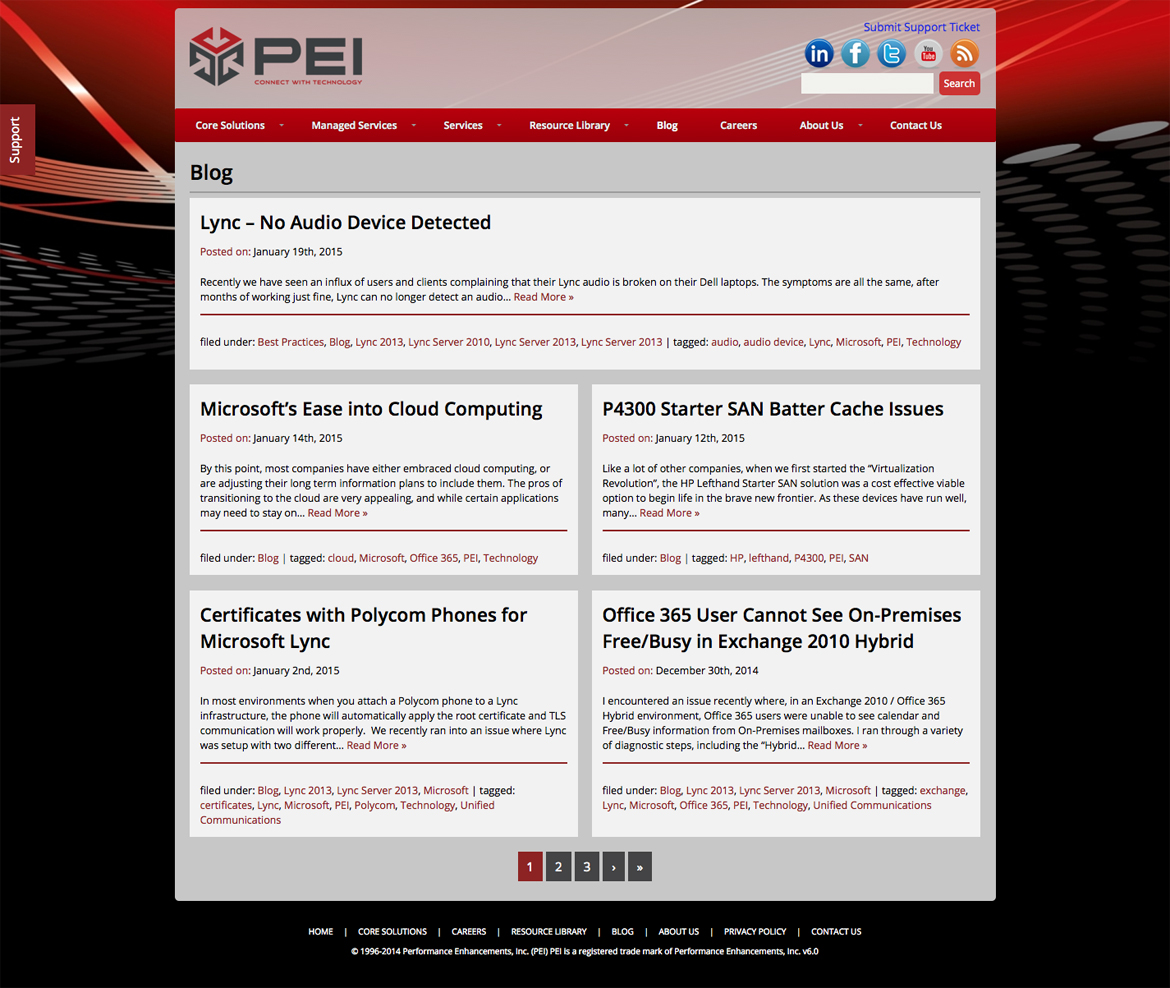 Submit Support Ticket
PEI
CONNECT WITH TECHNOLOGY
in f t You Tube
Search
Support
Core Solutions Managed Services Services Resource Library Blog Careers About Us Contact Us
Blog
Lync – No Audio Device Detected
Posted on: January 19th, 2015
Recently we have seen an influx of users and clients complaining that their Lync audio is broken on their Dell laptops. The symptoms are all the same, after
months of working just fine, Lync can no longer detect an audio... Read More »
filed under: Best Practices, Blog, Lync 2013, Lync Server 2010, Lync Server 2013, Lync Server 2013 | tagged: audio, audio device, Lync, Microsoft, PEI, Technology
Microsoft's Ease into Cloud Computing
Posted on: January 14th, 2015
By this point, most companies have either embraced cloud computing, or
are adjusting their long term information plans to include them. The pros of
transitioning to the cloud are very appealing, and while certain applications
may need to stay on... Read More »
filed under: Blog | tagged: cloud, Microsoft, Office 365, PEI, Technology
P4300 Starter SAN Batter Cache Issues
Posted on: January 12th, 2015
Like a lot of other companies, when we first started the “Virtualization
Revolution”, the HP Lefthand Starter SAN solution was a cost effective viable
option to begin life in the brave new frontier. As these devices have run well,
many... Read More »
filed under: Blog | tagged: HP, lefthand, P4300, PEI, SAN
Certificates with Polycom Phones for
Microsoft Lync
Posted on: January 2nd, 2015
In most environments when you attach a Polycom phone to a Lync
infrastructure, the phone will automatically apply the root certificate and TLS
communication will work properly. We recently ran into an issue where Lync
was setup with two different... Read More »
filed under: Blog, Lync 2013, Lync Server 2013, Microsoft | tagged:
certificates, Lync, Microsoft, PEI, Polycom, Technology, Unified
Communications
Office 365 User Cannot See On-Premises
Free/Busy in Exchange 2010 Hybrid
Posted on: December 30th, 2014
I encountered an issue recently where, in an Exchange 2010 / Office 365
Hybrid environment, Office 365 users were unable to see calendar and
Free/Busy information from On-Premises mailboxes. I ran through a variety
of diagnostic steps, including the “Hybrid... Read More »
filed under: Blog, Lync 2013, Lync Server 2013, Microsoft | tagged: exchange,
Lync, Microsoft, Office 365, PEI, Technology, Unified Communications
1 2 3 › »
HOME | CORE SOLUTIONS | CAREERS | RESOURCE LIBRARY | BLOG | ABOUT US | PRIVACY POLICY | CONTACT US
© 1996-2014 Performance Enhancements, Inc. (PEI) PEI is a registered trade mark of Performance Enhancements, Inc. v6.0